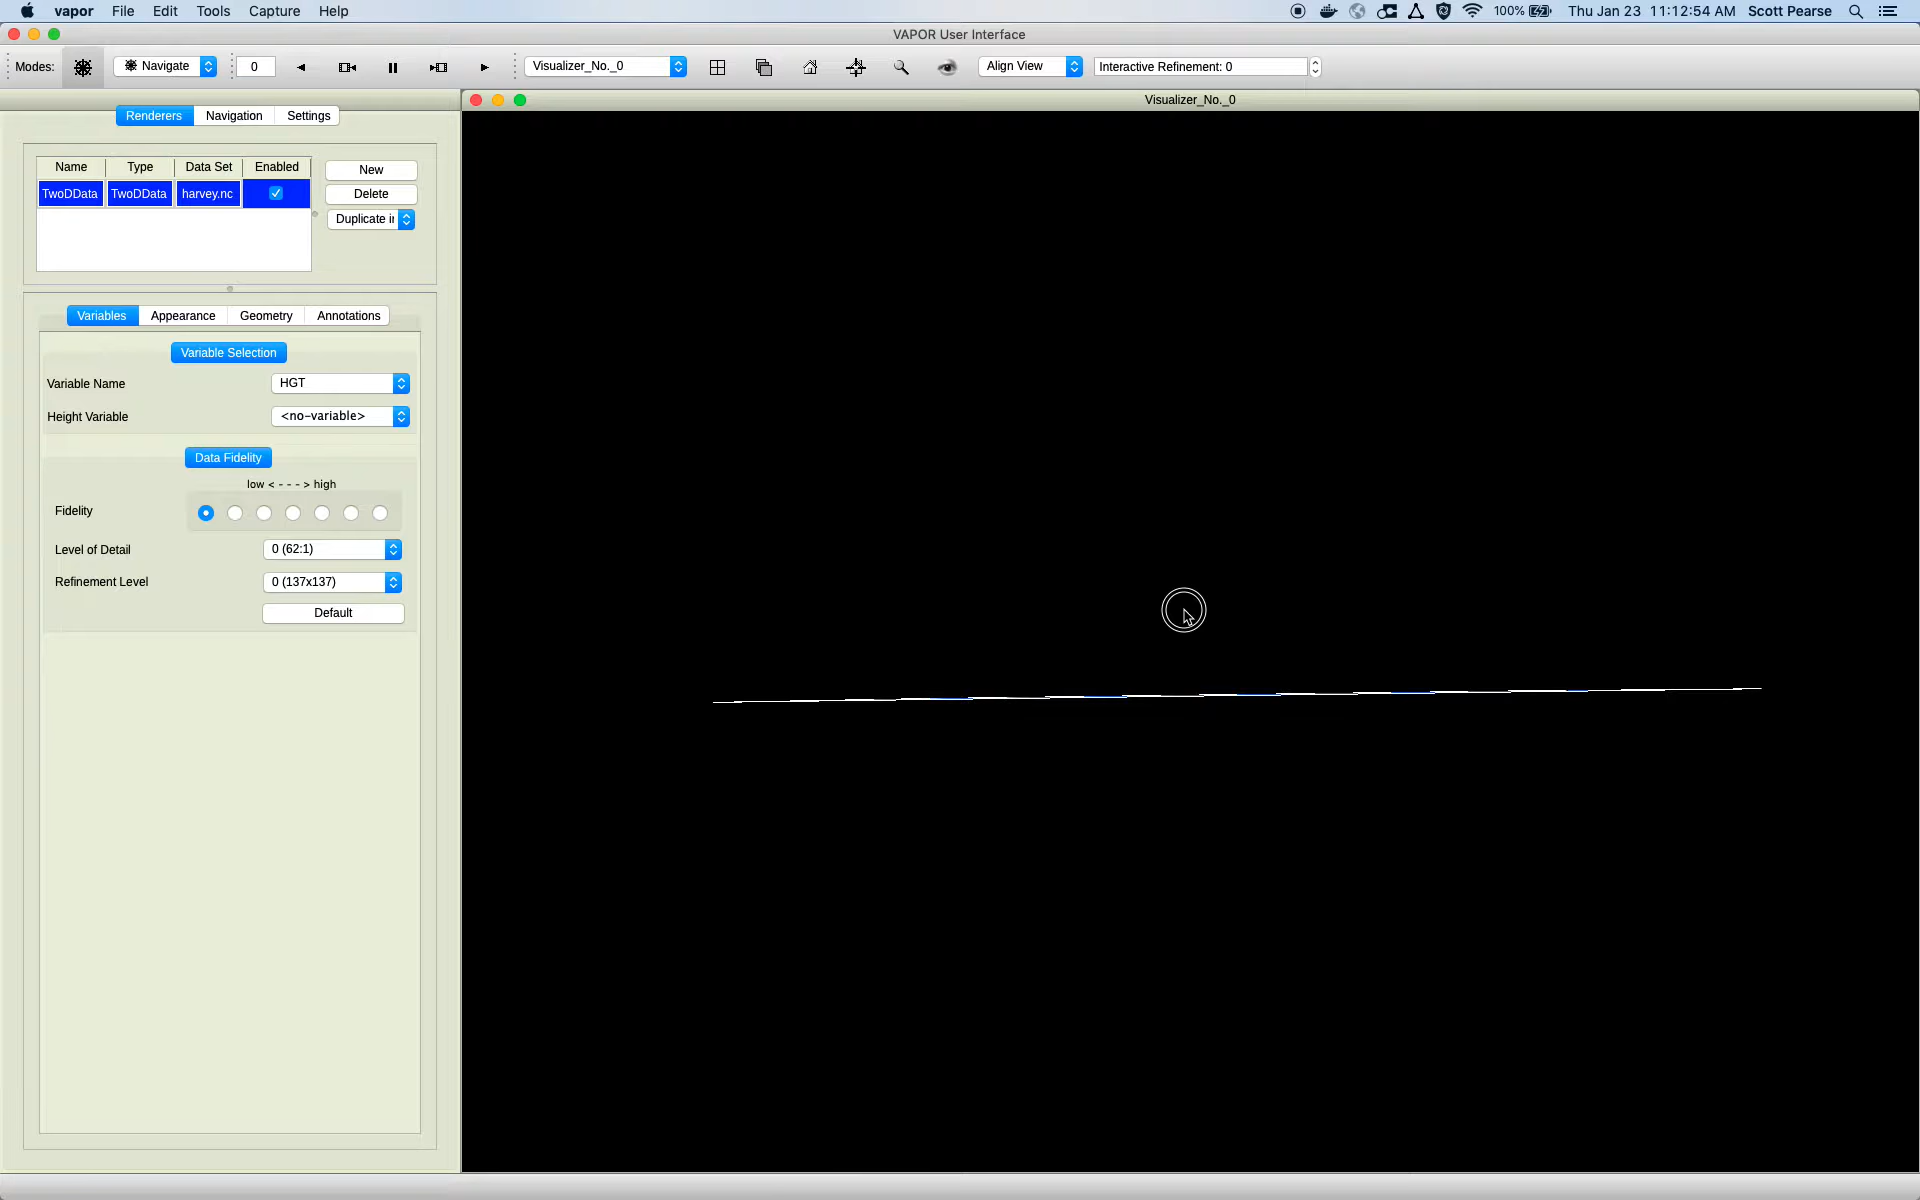 vapor File Edit Tools Capture Help 100% Thu Jan 23 11:12:54 AM Scott Pearse
VAPOR User Interface
Modes: Navigate 0 Visualizer_No._0 Align View Interactive Refinement: 0
Visualizer_No._0
Renderers Navigation Settings
Name Type Data Set Enabled
New
TwoDData TwoDData harvey.nc
Delete
Duplicate ir
Variables Appearance Geometry Annotations
Variable Selection
Variable Name HGT
Height Variable <no-variable>
Data Fidelity
low < - - - > high
Fidelity
Level of Detail 0 (62:1)
Refinement Level 0 (137x137)
Default